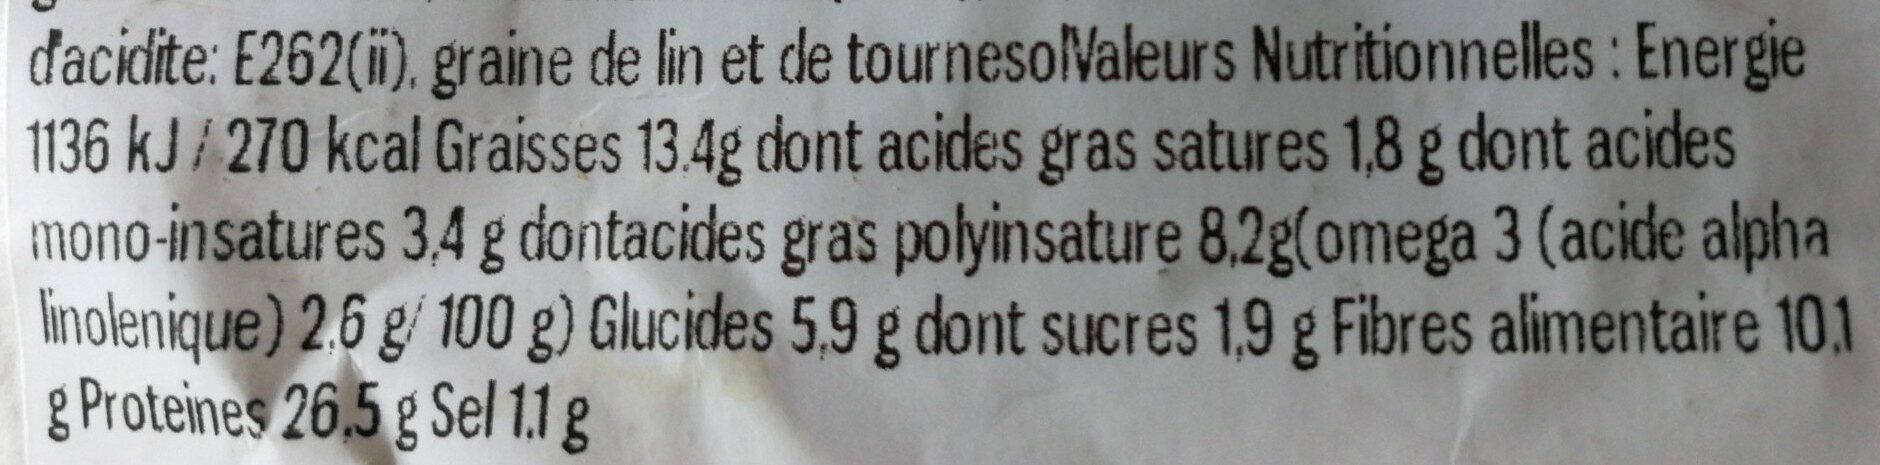 d'acidite: E262(ii), graine de lin et de tournesolValeurs Nutritionnelles : Energie
1136 kJ / 270 kcal Graisses 13.4g dont acides gras satures 1,8 g dont acides
mono-insatures 3,4 g dontacides gras polyinsature 8,2g(omega 3 (acide alpha
linolenique) 2,6 g/ 100 g) Glucides 5,9 g dont sucres 1,9 g Fibres alimentaire 10,1
g Proteines 26.5 g Sel 1.1 g